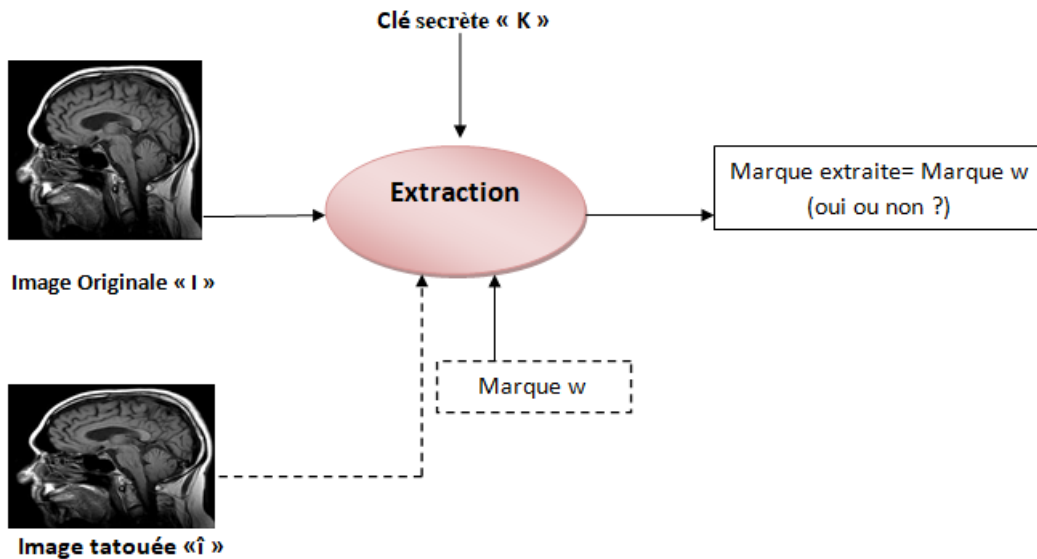 Clé secrète « K »
Extraction
Marque extraite= Marque w
(oui ou non ?)
Image Originale « I »
Marque w
Image tatouée «î »